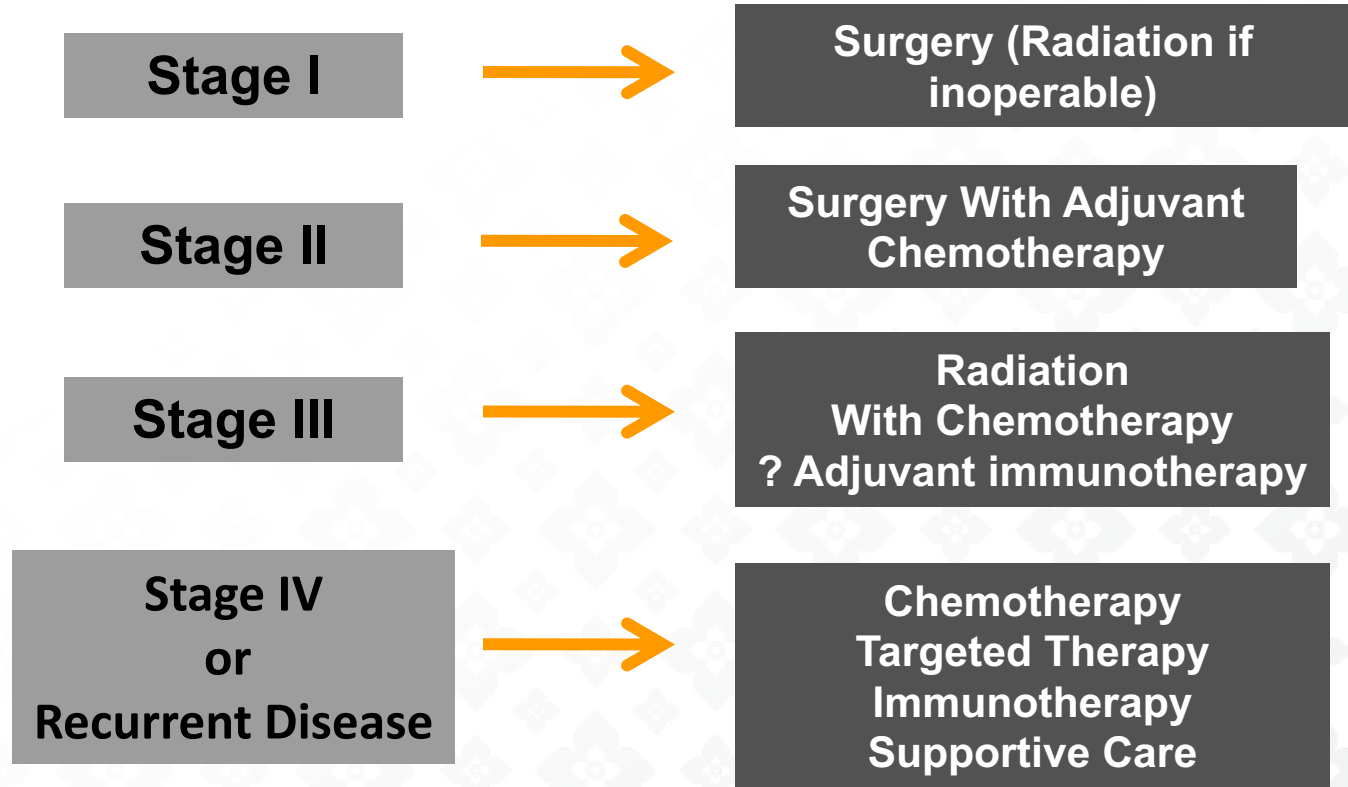 Stage I
Surgery (Radiation if
inoperable)
Stage II
Surgery With Adjuvant
Chemotherapy
Stage III
Radiation
With Chemotherapy
? Adjuvant immunotherapy
Stage IV
or
Recurrent Disease
Chemotherapy
Targeted Therapy
Immunotherapy
Supportive Care